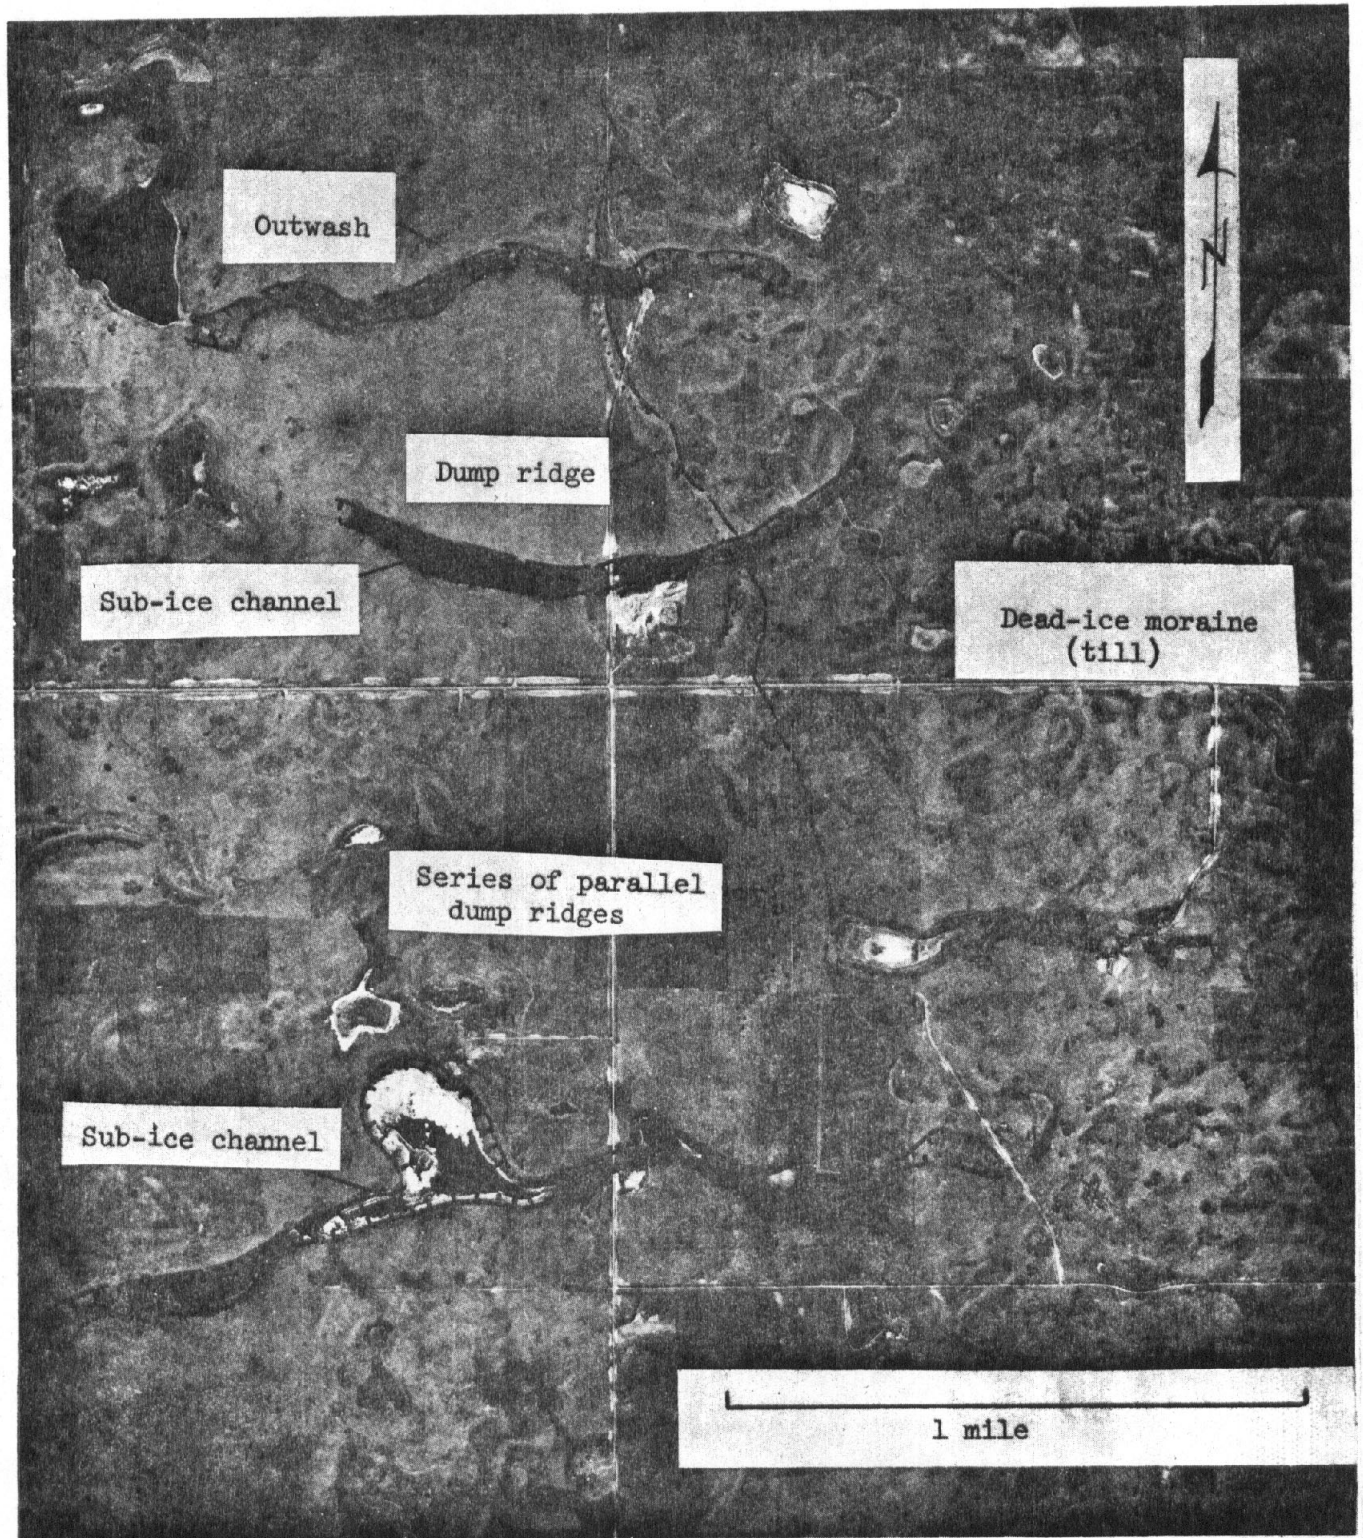 Outwash
N
Dump ridge
Sub-ice channel
Dead-ice moraine
(till)
Series of parallel
dump ridges
Sub-ice channel
1 mile